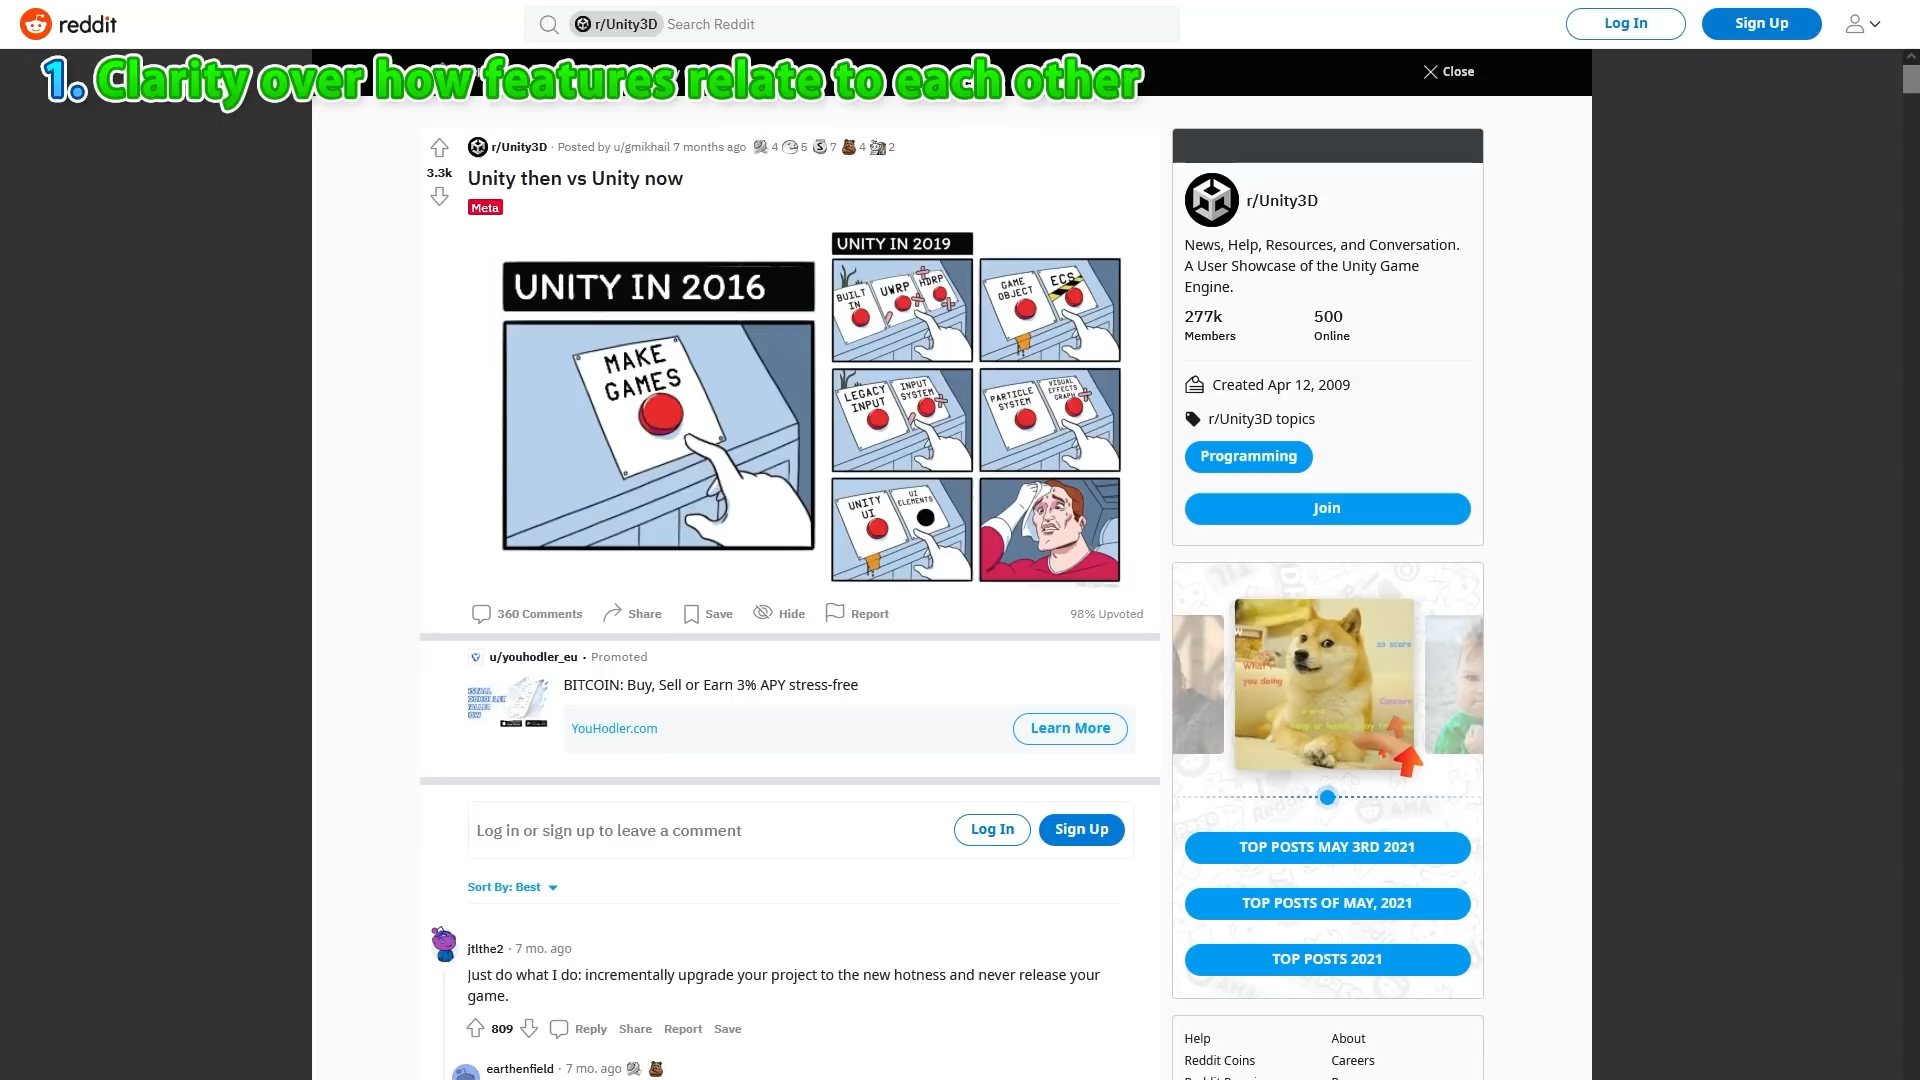 reddit
r/Unity3D Search Reddit
Log In
Sign Up
1. Clarity over how features relate to each other
Close
r/Unity3D · Posted by u/gmikhail 7 months ago 4 5 7 4 2
3.3k
Unity then vs Unity now
Meta
UNITY IN 2016
MAKE
GAMES
UNITY IN 2019
BUILT
IN
UWRP
HDRP
GAME
OBJECT
ECS
LEGACY
INPUT
INPUT
SYSTEM
PARTICLE
SYSTEM
VISUAL
EFFECTS
GRAPH
UNITY
UI
UI
ELEMENTS
360 Comments
Share
Save
Hide
Report
98% Upvoted
u/youhodler_eu · Promoted
BITCOIN: Buy, Sell or Earn 3% APY stress-free
YouHodler.com
Learn More
Log in or sign up to leave a comment
Log In
Sign Up
Sort By: Best
jtlthe2 · 7 mo. ago
Just do what I do: incrementally upgrade your project to the new hotness and never release your
game.
809 Reply Share Report Save
earthenfield · 7 mo. ago
r/Unity3D
News, Help, Resources, and Conversation.
A User Showcase of the Unity Game
Engine.
277k
Members
500
Online
Created Apr 12, 2009
r/Unity3D topics
Programming
Join
so scare
What
you doing
Concern
TOP POSTS MAY 3RD 2021
TOP POSTS OF MAY, 2021
TOP POSTS 2021
Help
About
Reddit Coins
Careers